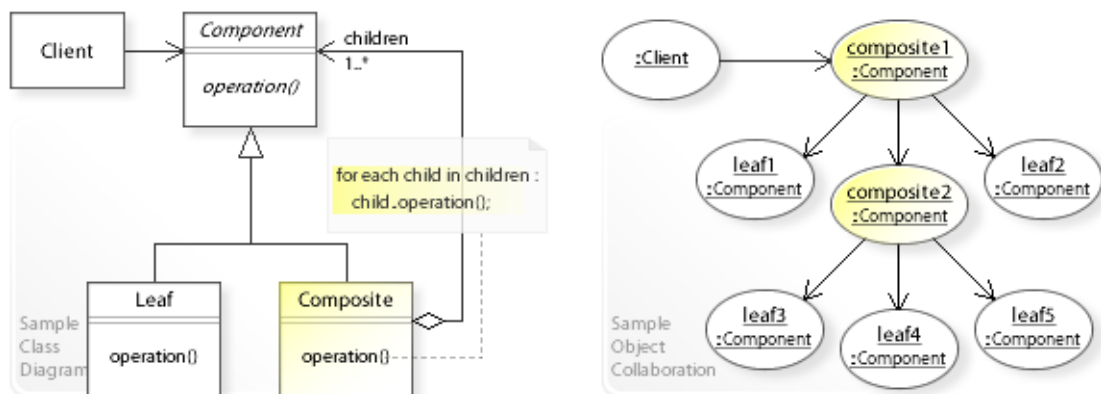 Client
Component
operation()
children
1..*
for each child in children :
child.operation();
Leaf
operation()
Composite
operation()
Sample
Class
Diagram
:Client
composite1
:Component
leaf1
:Component
composite2
:Component
leaf2
:Component
leaf3
:Component
leaf4
:Component
leaf5
:Component
Sample
Object
Collaboration